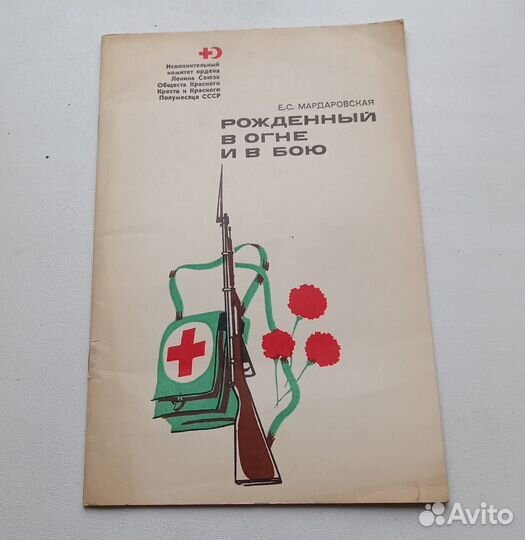 Исполнительный
комитет ордена
Ленина Союза
Обществ Красного
Креста и Красного
Полумесяца СССР
Е.С. МАРДАРОВСКАЯ
РОЖДЕННЫЙ
В ОГНЕ
И В БОЮ
Avito